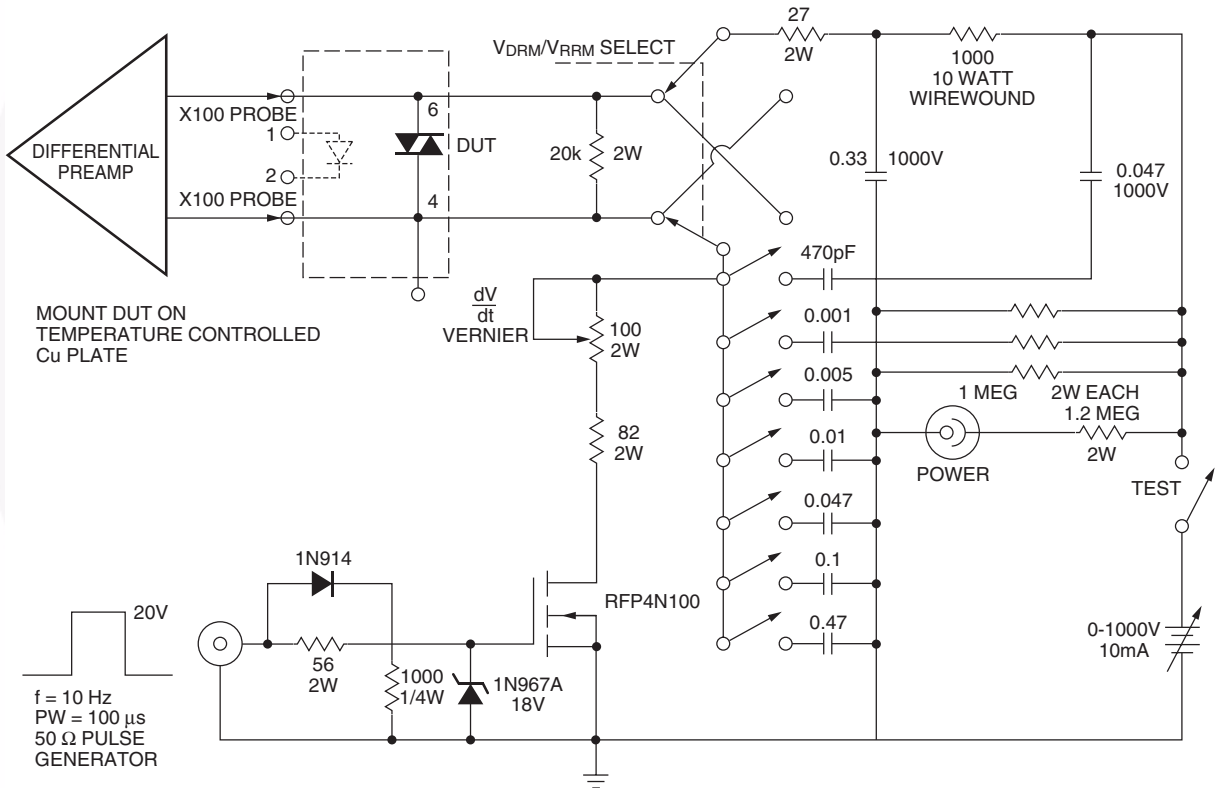 27
2W
V_DRM/V_RRM SELECT
1000
10 WATT
WIREWOUND
X100 PROBE
6
DUT
1
2
DIFFERENTIAL
PREAMP
20k
2W
0.33
1000V
0.047
1000V
X100 PROBE
4
470pF
MOUNT DUT ON
TEMPERATURE CONTROLLED
Cu PLATE
dV
dt
VERNIER
100
2W
0.001
0.005
1 MEG
2W EACH
1.2 MEG
2W
82
2W
0.01
POWER
TEST
0.047
1N914
RFP4N100
0.1
20V
0.47
0-1000V
10mA
56
2W
1000
1/4W
1N967A
18V
f = 10 Hz
PW = 100 μs
50 Ω PULSE
GENERATOR